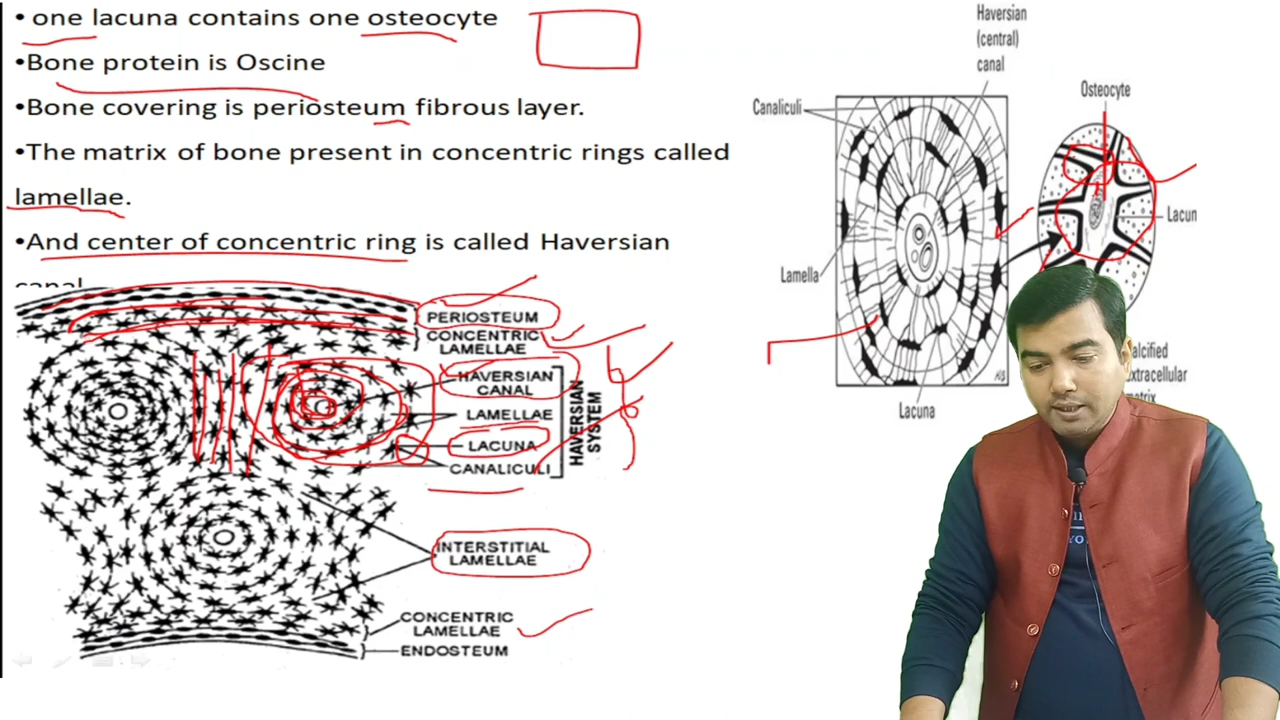 • one lacuna contains one osteocyte
•Bone protein is Oscine
•Bone covering is periosteum fibrous layer.
•The matrix of bone present in concentric rings called
lamellae.
•And center of concentric ring is called Haversian
canal
PERIOSTEUM
CONCENTRIC
LAMELLAE
HAVERSIAN
CANAL
LAMELLAE
LACUNA
CANALICULI
HAVERSIAN
SYSTEM
INTERSTITIAL
LAMELLAE
CONCENTRIC
LAMELLAE
ENDOSTEUM
Haversian
(central)
canal
Canaliculi
Osteocyte
Lacun
Lamella
Lacuna
alcified
xtracellular
matrix